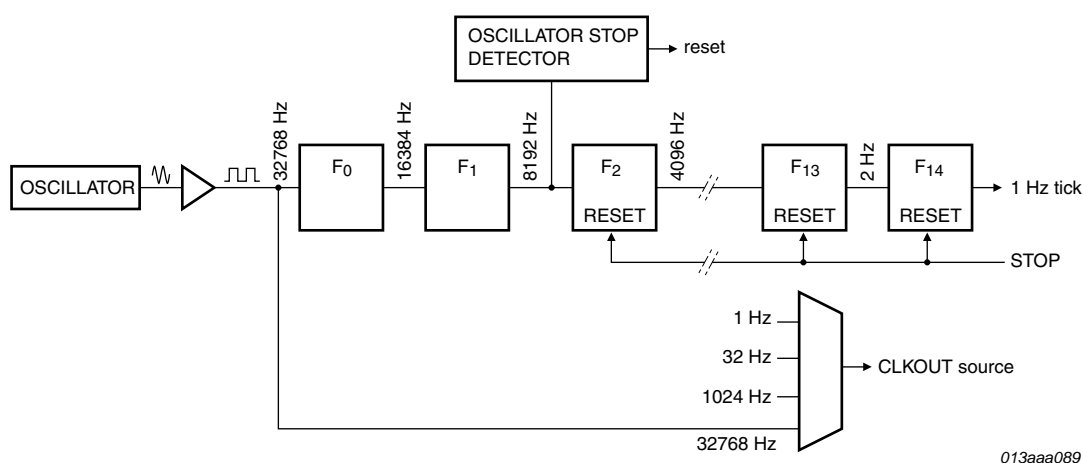 OSCILLATOR STOP
DETECTOR
reset
32768 Hz
16384 Hz
8192 Hz
4096 Hz
2 Hz
OSCILLATOR
F0
F1
F2
RESET
F13
RESET
F14
RESET
1 Hz tick
STOP
1 Hz
32 Hz
1024 Hz
32768 Hz
CLKOUT source
013aaa089